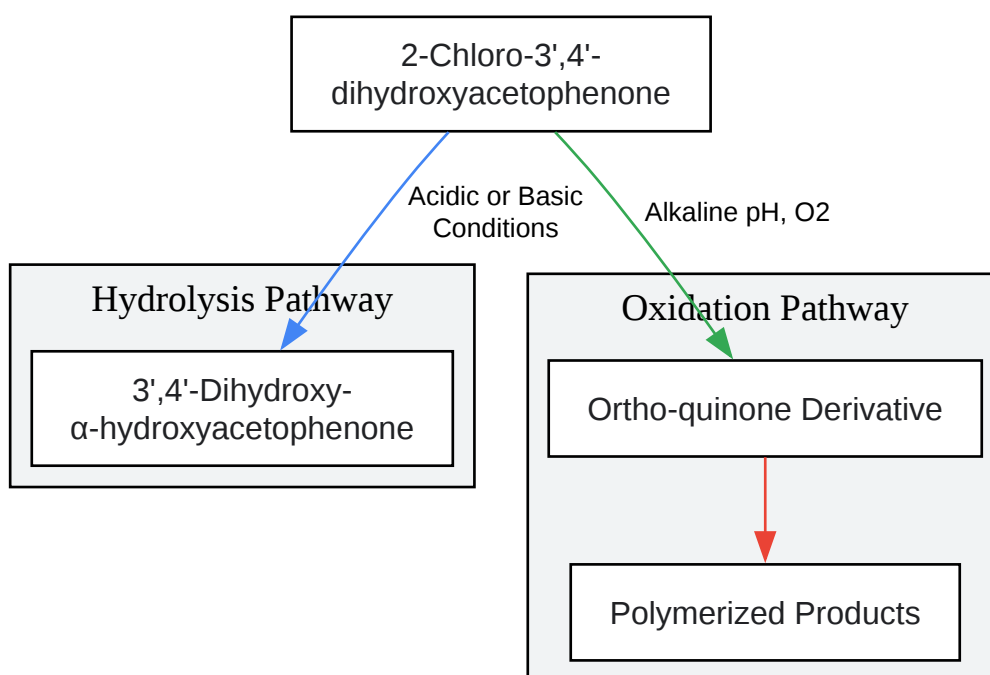 2-Chloro-3',4'-
dihydroxyacetophenone
Acidic or Basic
Conditions
Alkaline pH, O2
Hydrolysis Pathway
3',4'-Dihydroxy-
α-hydroxyacetophenone
Oxidation Pathway
Ortho-quinone Derivative
Polymerized Products